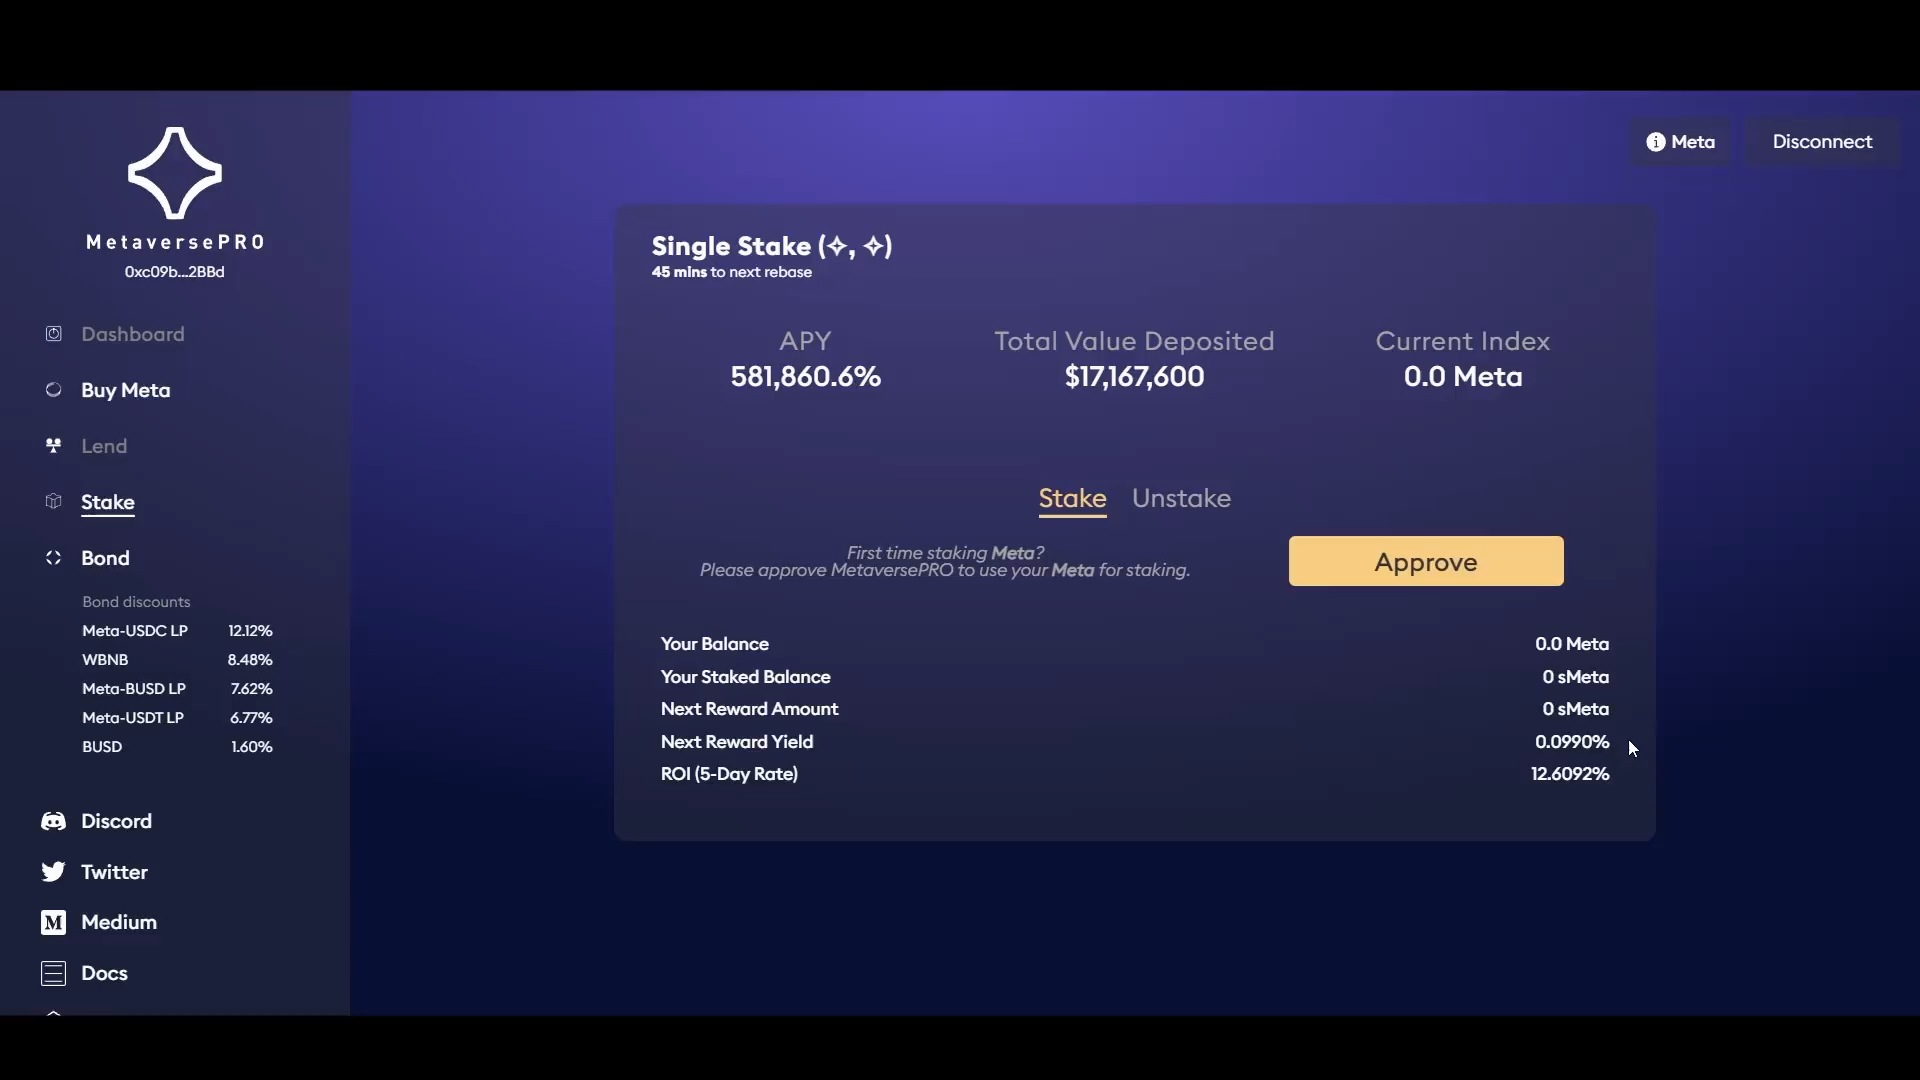 MetaversePRO
0xc09b...2BBd
Dashboard
Buy Meta
Lend
Stake
Bond
Bond discounts
Meta-USDC LP 12.12%
WBNB 8.48%
Meta-BUSD LP 7.62%
Meta-USDT LP 6.77%
BUSD 1.60%
Discord
Twitter
Medium
Docs
Meta
Disconnect
Single Stake (✧, ✧)
45 mins to next rebase
APY
581,860.6%
Total Value Deposited
$17,167,600
Current Index
0.0 Meta
Stake Unstake
First time staking Meta?
Please approve MetaversePRO to use your Meta for staking.
Approve
Your Balance 0.0 Meta
Your Staked Balance 0 sMeta
Next Reward Amount 0 sMeta
Next Reward Yield 0.0990%
ROI (5-Day Rate) 12.6092%